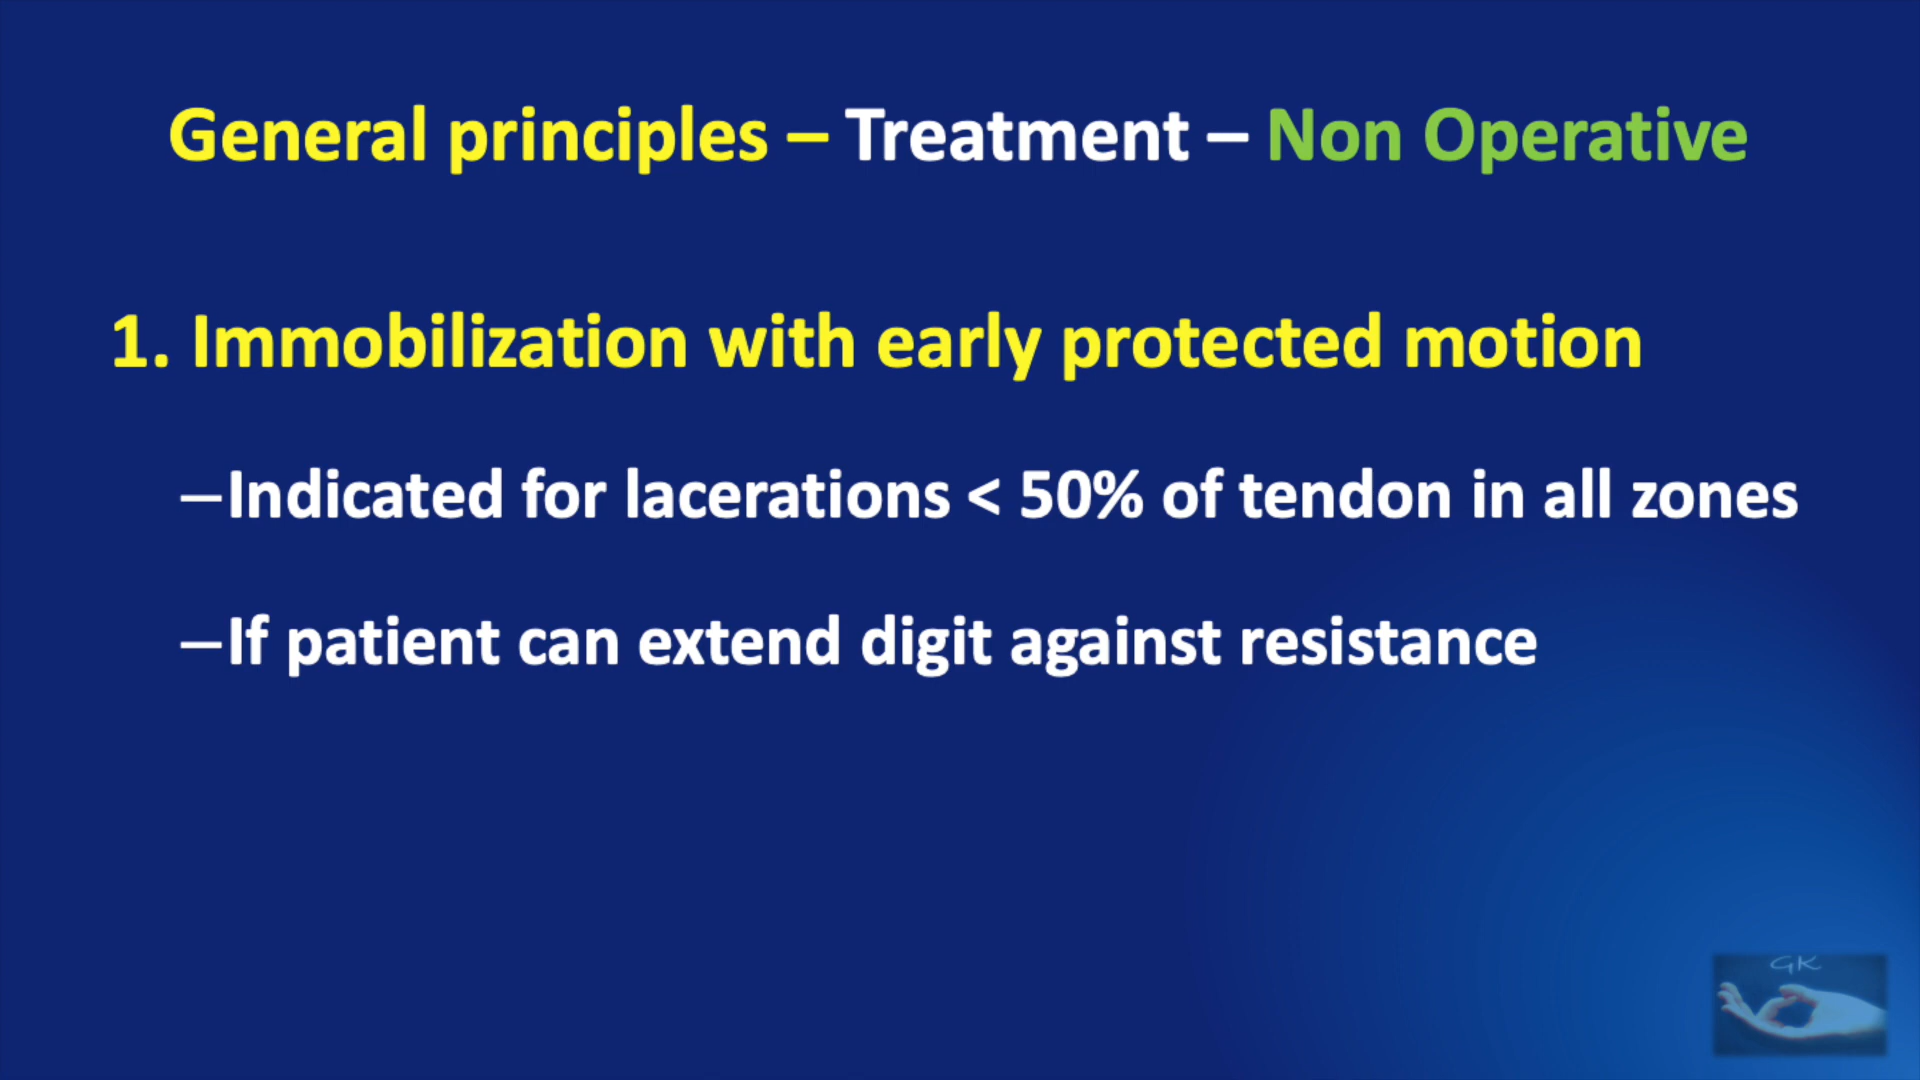 General principles – Treatment – Non Operative
1. Immobilization with early protected motion
–Indicated for lacerations < 50% of tendon in all zones
–If patient can extend digit against resistance
GK